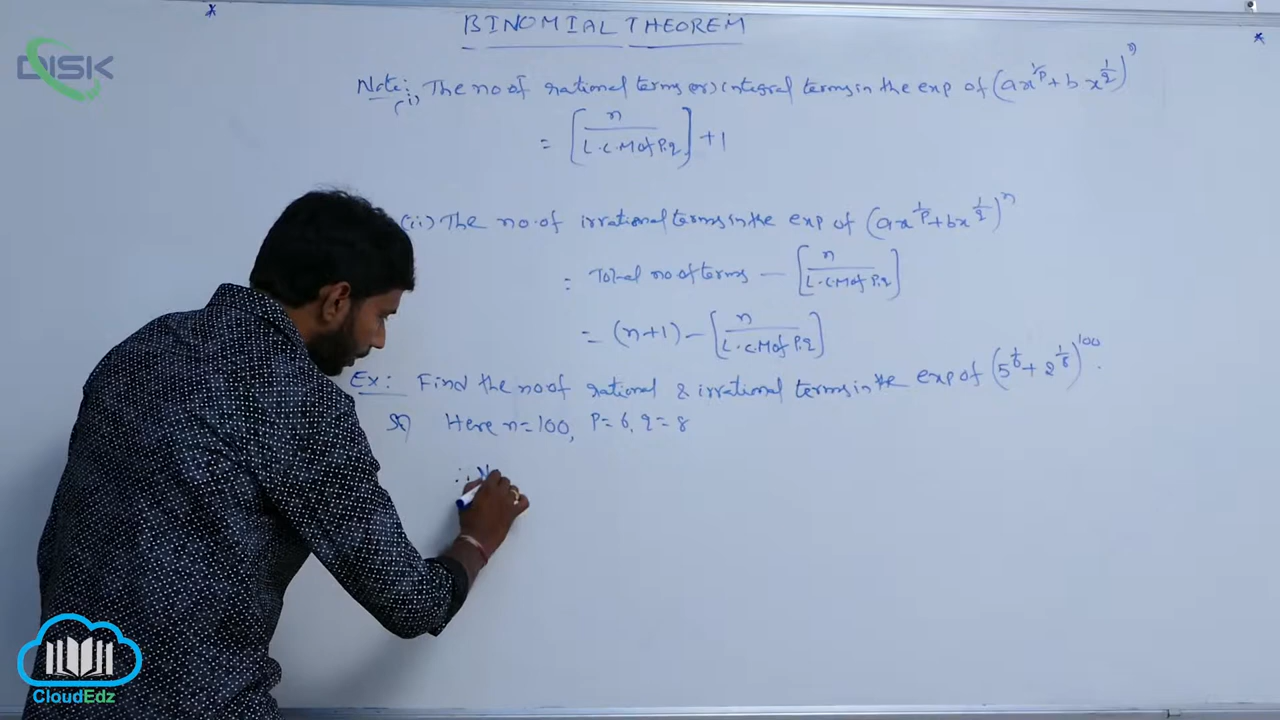 BINOMIAL THEOREM
DISK
Note: (i) The no of rational terms (or) integral terms in the exp of (ax^{1/p} + bx^{1/q})^n
= [n / L.C.M of P,q] + 1
(ii) The no. of irrational terms in the exp of (ax^{1/p} + bx^{1/q})^n
= Total no of terms — [n / L.C.M of P,q]
= (n+1) — [n / L.C.M of P,q]
Ex: Find the no of rational & irrational terms in the exp of (5^{1/6} + 2^{1/8})^{100}.
Sol Here n=100, P=6, q=8
∴ N
CloudEdz